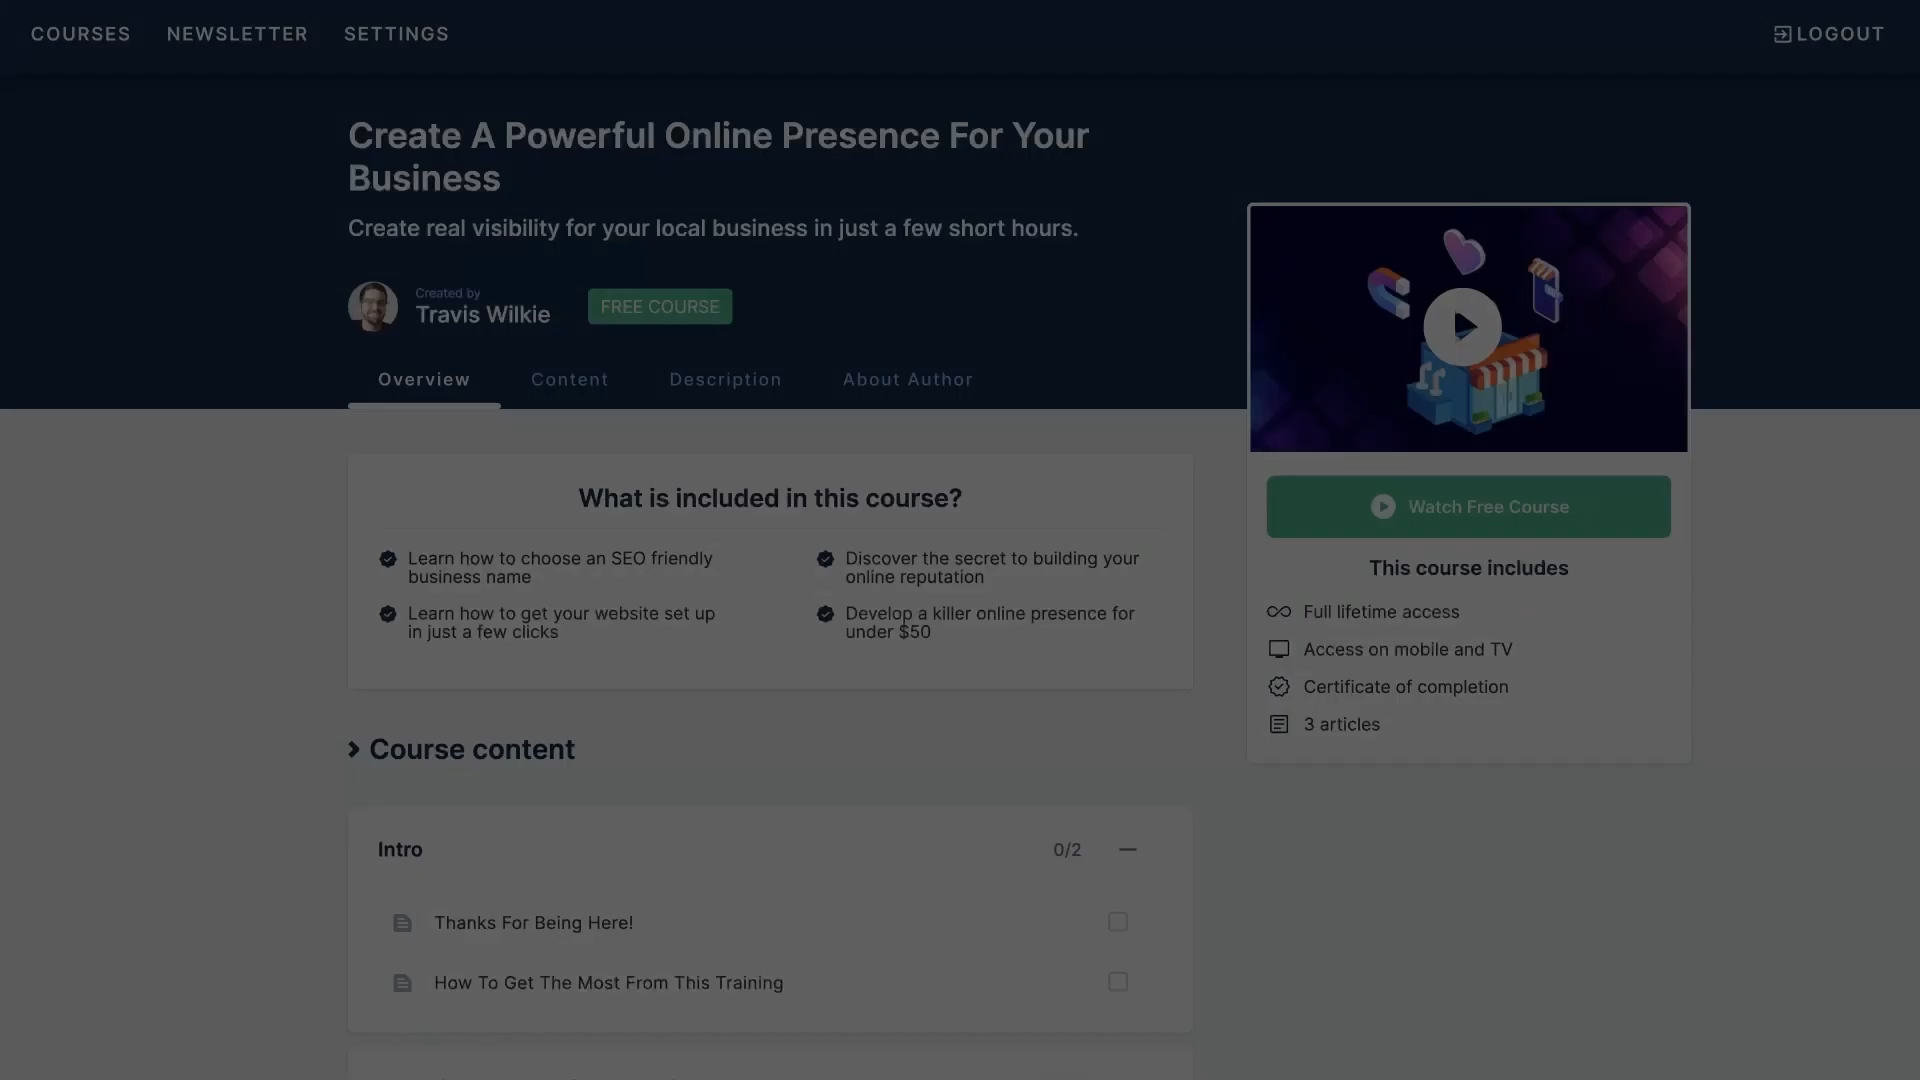 COURSES NEWSLETTER SETTINGS LOGOUT
Create A Powerful Online Presence For Your
Business
Create real visibility for your local business in just a few short hours.
Created by
Travis Wilkie
FREE COURSE
Overview Content Description About Author
What is included in this course?
Learn how to choose an SEO friendly
business name
Discover the secret to building your
online reputation
Learn how to get your website set up
in just a few clicks
Develop a killer online presence for
under $50
Watch Free Course
This course includes
Full lifetime access
Access on mobile and TV
Certificate of completion
3 articles
Course content
Intro 0/2
Thanks For Being Here!
How To Get The Most From This Training